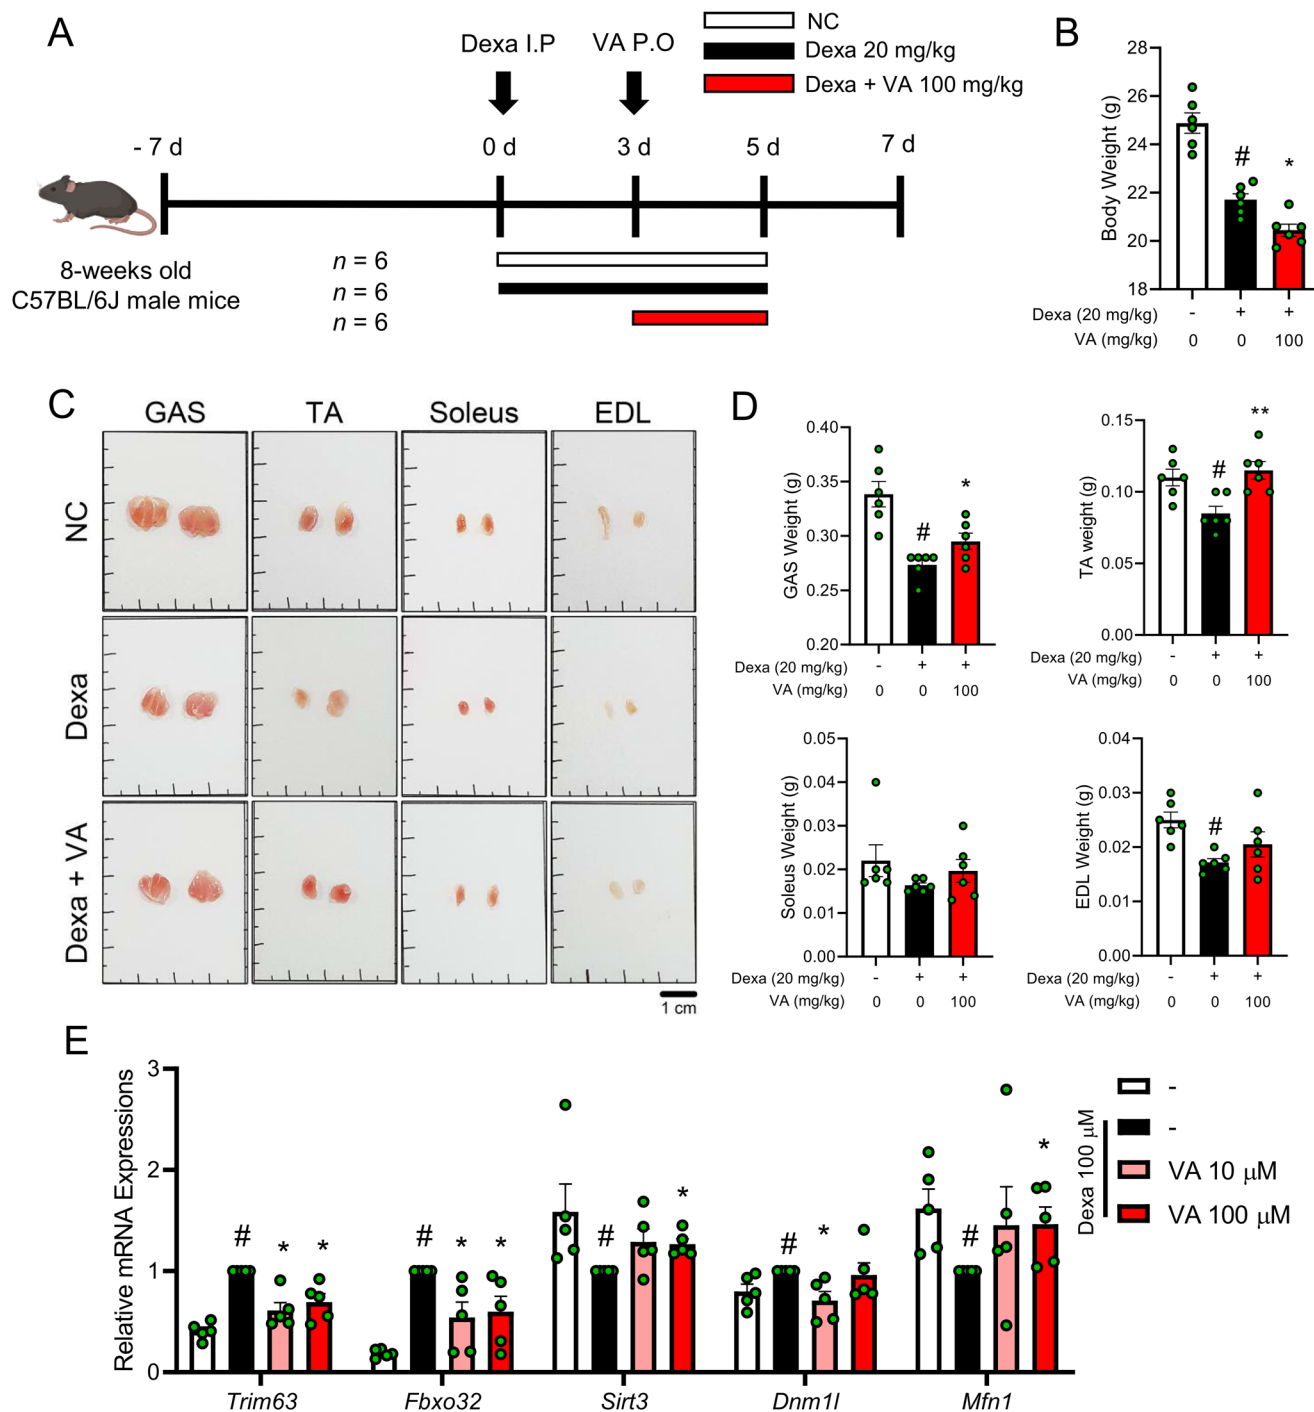 A
Dexa I.P
VA P.O
NC
Dexa 20 mg/kg
Dexa + VA 100 mg/kg
- 7 d
0 d
3 d
5 d
7 d
8-weeks old
C57BL/6J male mice
n = 6
n = 6
n = 6
B
Body Weight (g)
28
26
24
22
20
18
#
*
Dexa (20 mg/kg) - + +
VA (mg/kg) 0 0 100
C
GAS TA Soleus EDL
NC
Dexa
Dexa + VA
1 cm
D
GAS Weight (g)
0.40
0.35
0.30
0.25
0.20
#
*
Dexa (20 mg/kg) - + +
VA (mg/kg) 0 0 100
TA weight (g)
0.15
0.10
0.05
0.00
#
**
Dexa (20 mg/kg) - + +
VA (mg/kg) 0 0 100
Soleus Weight (g)
0.05
0.04
0.03
0.02
0.01
0.00
Dexa (20 mg/kg) - + +
VA (mg/kg) 0 0 100
EDL Weight (g)
0.04
0.03
0.02
0.01
0.00
#
Dexa (20 mg/kg) - + +
VA (mg/kg) 0 0 100
E
Relative mRNA Expressions
3
2
1
0
# * *
# * *
# *
# *
# *
Trim63 Fbxo32 Sirt3 Dnm1l Mfn1
-
Dexa 100 µM
-
VA 10 µM
VA 100 µM